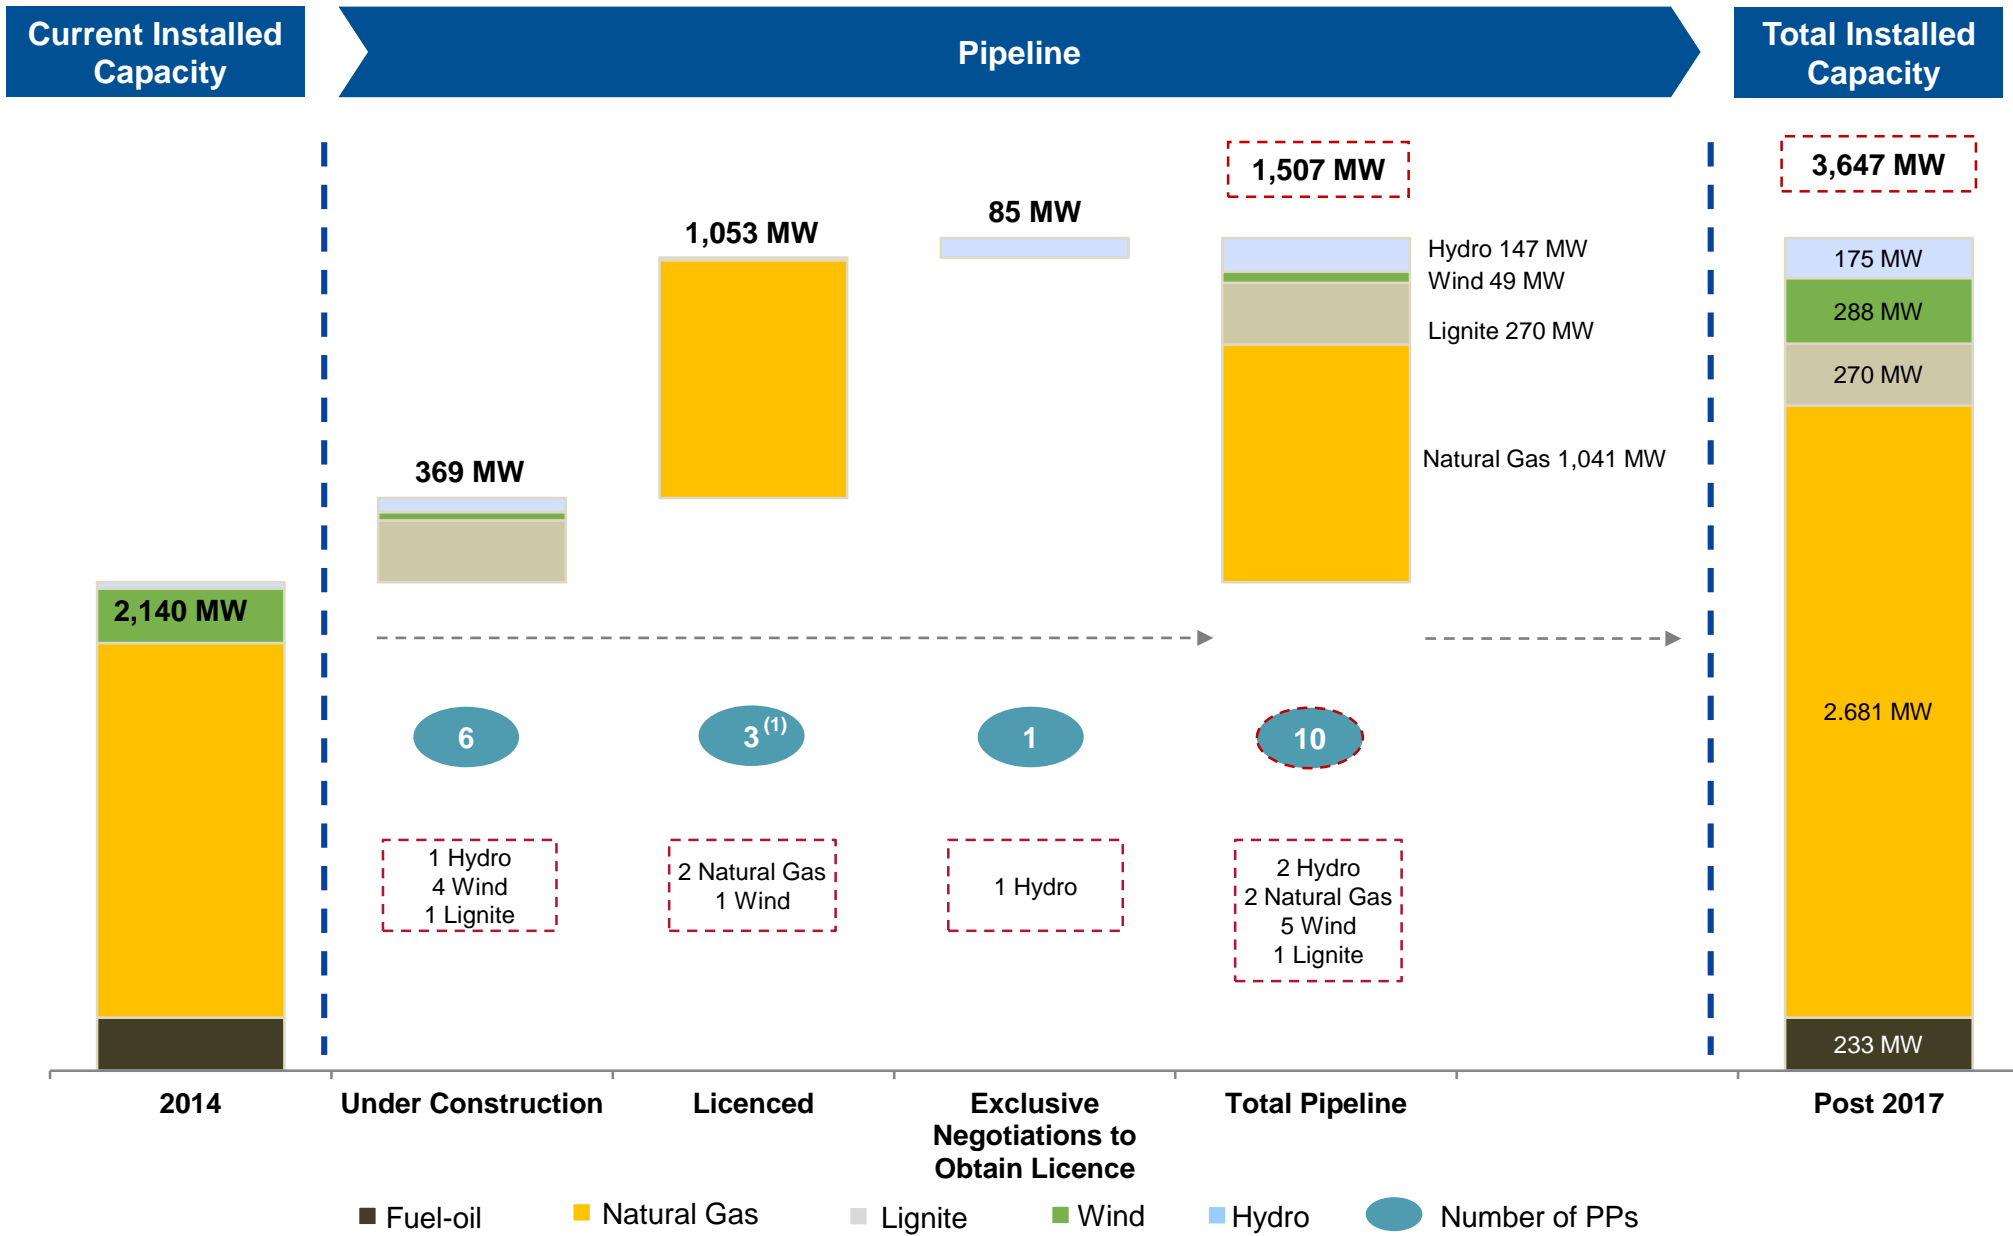 Current Installed
Capacity
Pipeline
Total Installed
Capacity
1,507 MW
3,647 MW
85 MW
1,053 MW
Hydro 147 MW
Wind 49 MW
Lignite 270 MW
Natural Gas 1,041 MW
175 MW
288 MW
270 MW
2.681 MW
233 MW
369 MW
2,140 MW
6
3 (1)
1
10
1 Hydro
4 Wind
1 Lignite
2 Natural Gas
1 Wind
1 Hydro
2 Hydro
2 Natural Gas
5 Wind
1 Lignite
2014
Under Construction
Licenced
Exclusive
Negotiations to
Obtain Licence
Total Pipeline
Post 2017
Fuel-oil
Natural Gas
Lignite
Wind
Hydro
Number of PPs